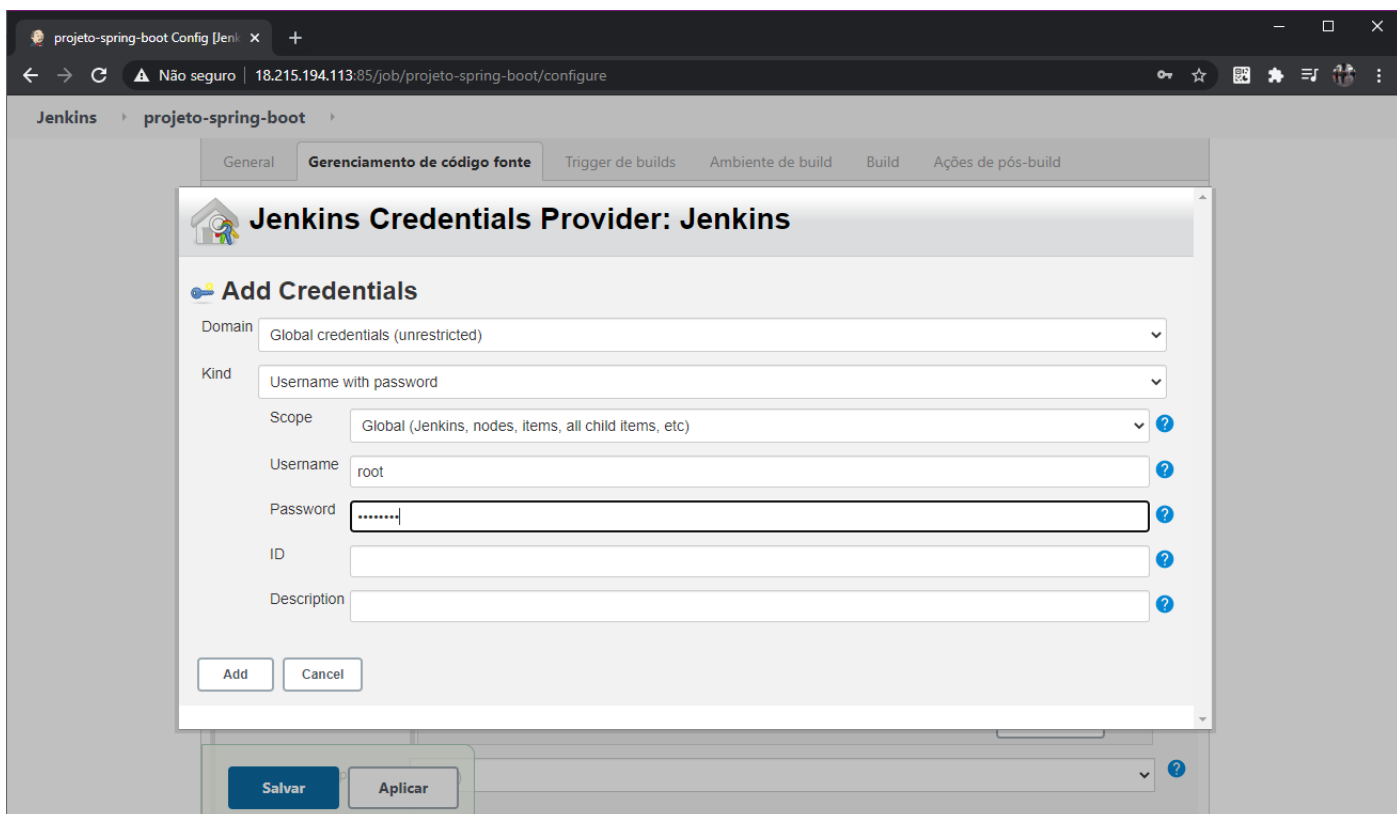 projeto-spring-boot Config [Jenk
Não seguro 18.215.194.113:85/job/projeto-spring-boot/configure
Jenkins projeto-spring-boot
General Gerenciamento de código fonte Trigger de builds Ambiente de build Build Ações de pós-build
Jenkins Credentials Provider: Jenkins
Add Credentials
Domain Global credentials (unrestricted)
Kind Username with password
Scope Global (Jenkins, nodes, items, all child items, etc)
Username root
Password ········
ID
Description
Add Cancel
Salvar Aplicar